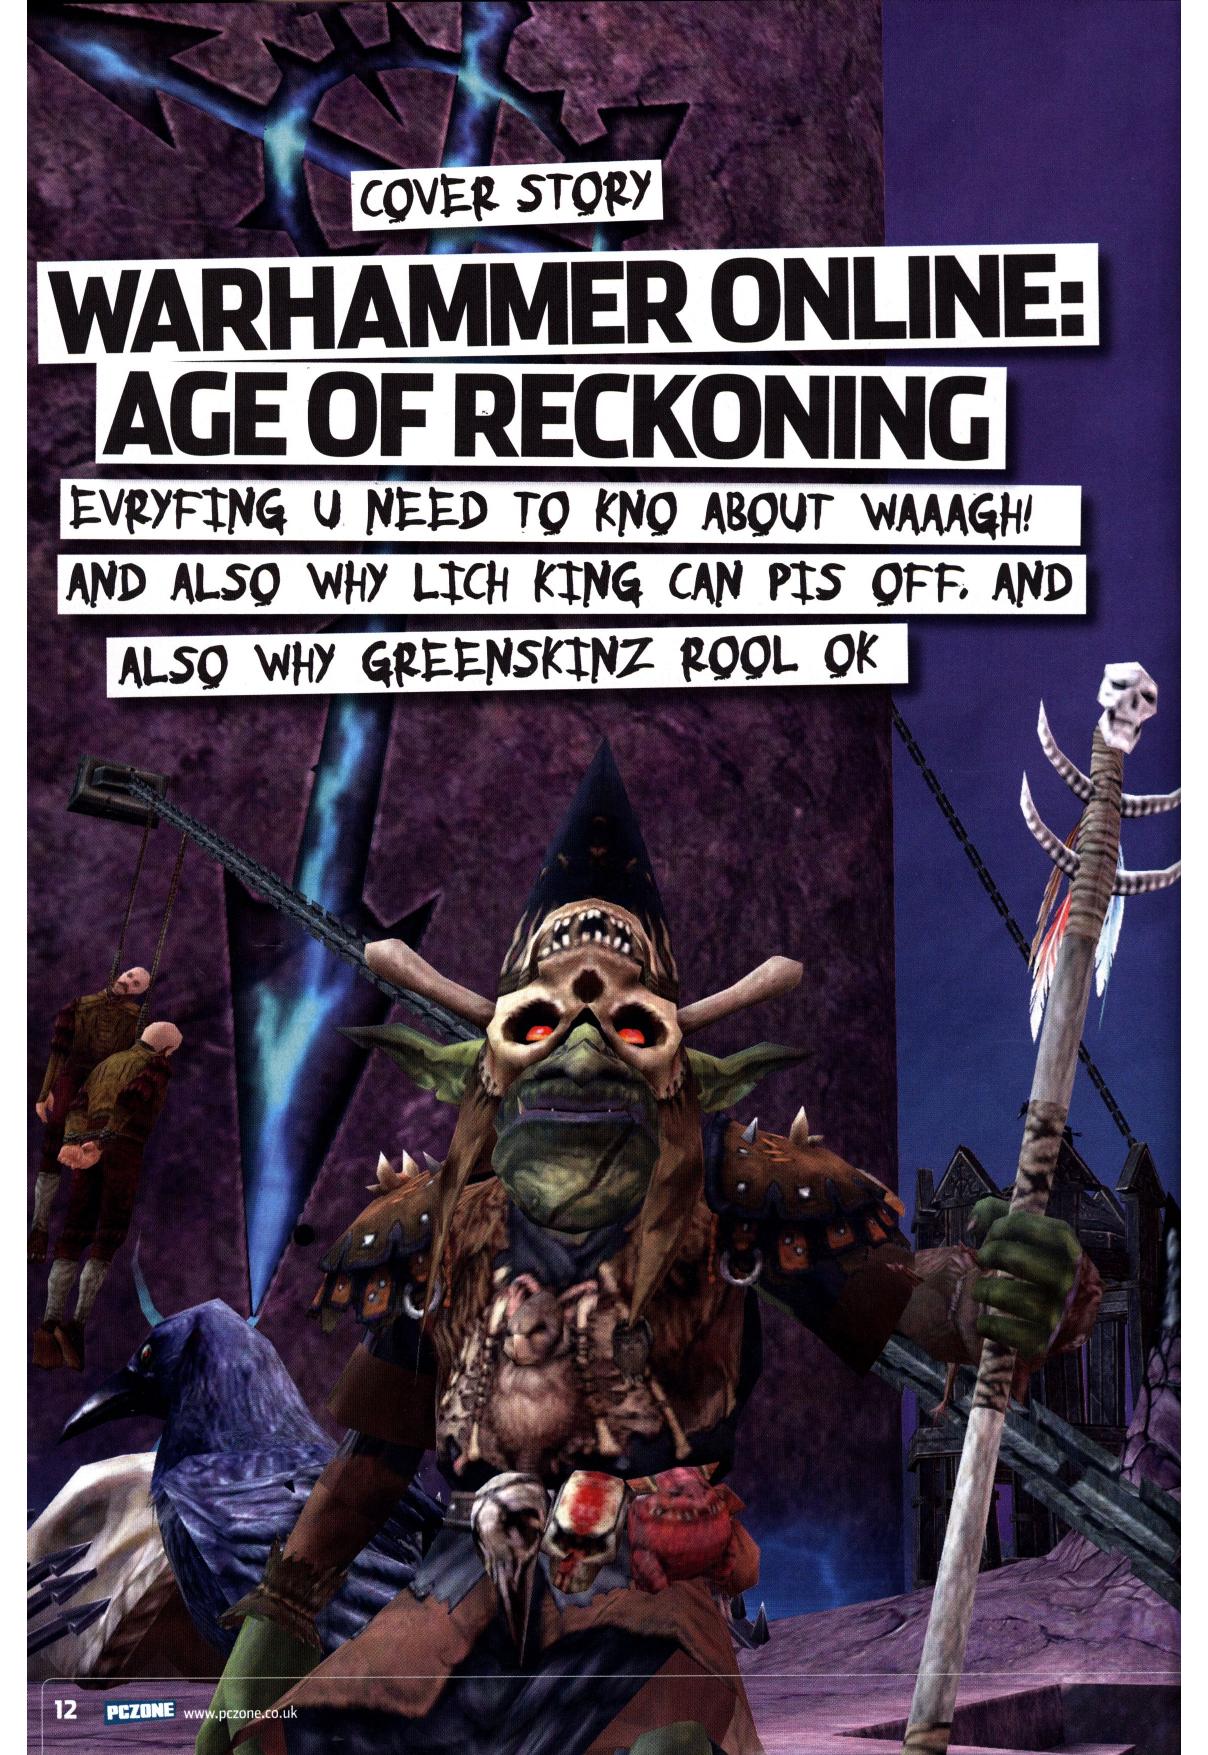 COVER STORY
WARHAMMER ONLINE:
AGE OF RECKONING
EVRYFING U NEED TO KNO ABOUT WAAAGH!
AND ALSO WHY LICH KING CAN PIS OFF. AND
ALSO WHY GREENSKINZ ROOL OK
12 PCZONE www.pczone.co.uk